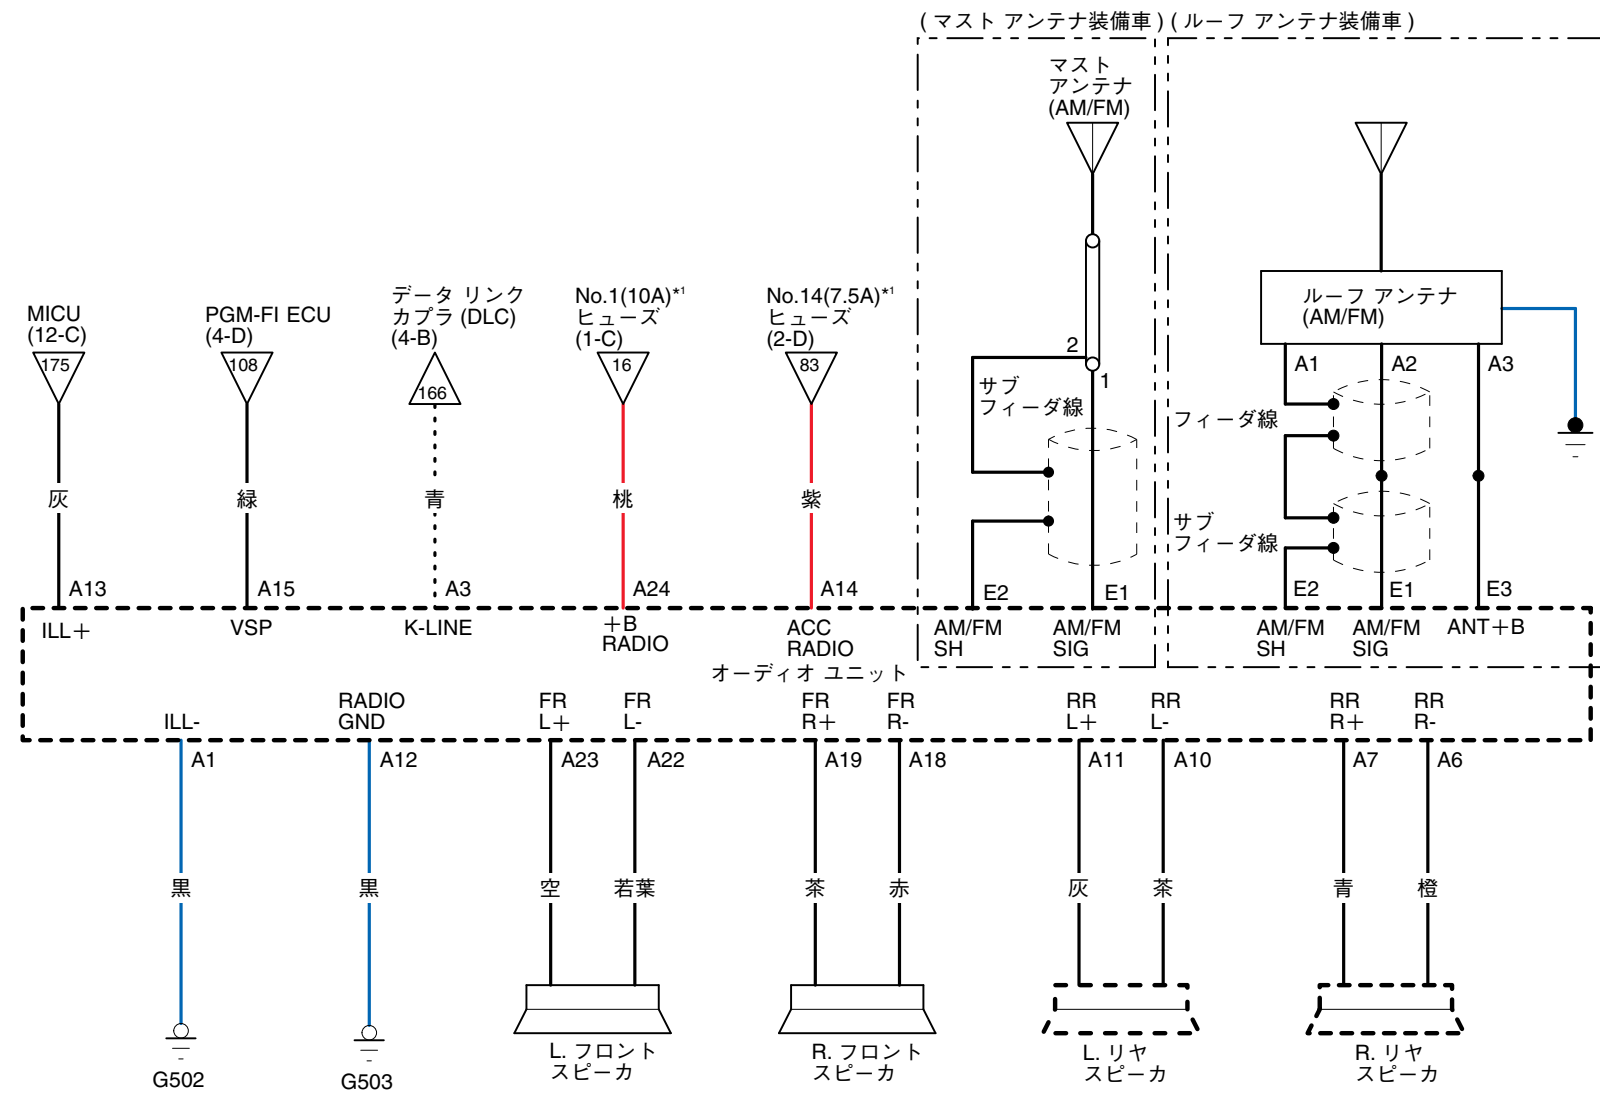 ( マスト アンテナ装備車 ) ( ルーフ アンテナ装備車 )
マスト
アンテナ
(AM/FM)
MICU
(12-C)
175
PGM-FI ECU
(4-D)
108
データ リンク
カプラ (DLC)
(4-B)
166
No.1(10A)*1
ヒューズ
(1-C)
16
No.14(7.5A)*1
ヒューズ
(2-D)
83
ルーフ アンテナ
(AM/FM)
2
1
サブ
フィーダ線
A1
A2
A3
フィーダ線
サブ
フィーダ線
灰
緑
青
桃
紫
A13
A15
A3
A24
A14
E2
E1
E2
E1
E3
ILL+
VSP
K-LINE
+B
RADIO
ACC
RADIO
AM/FM
SH
AM/FM
SIG
AM/FM
SH
AM/FM
SIG
ANT+B
オーディオ ユニット
ILL-
RADIO
GND
FR
L+
FR
L-
FR
R+
FR
R-
RR
L+
RR
L-
RR
R+
RR
R-
A1
A12
A23
A22
A19
A18
A11
A10
A7
A6
黒
黒
空
若葉
茶
赤
灰
茶
青
橙
G502
G503
L. フロント
スピーカ
R. フロント
スピーカ
L. リヤ
スピーカ
R. リヤ
スピーカ